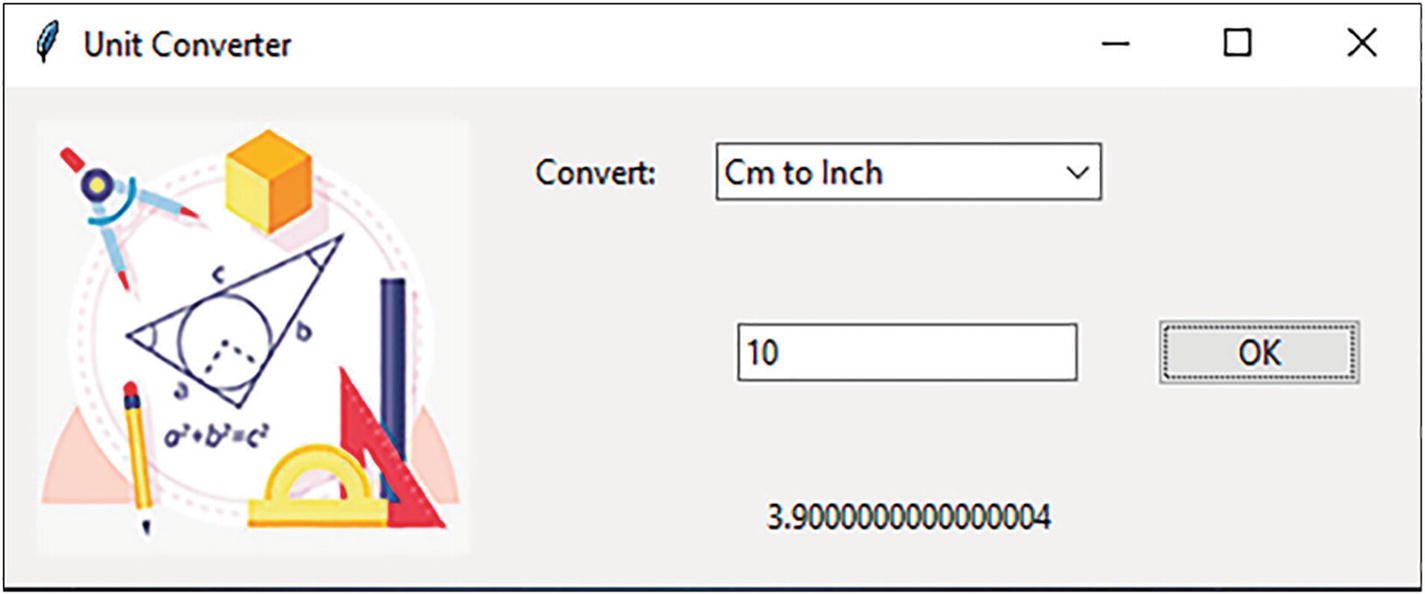 Unit Converter
Convert:
Cm to Inch
c
b
a
a²+b²=c²
10
OK
3.9000000000000004